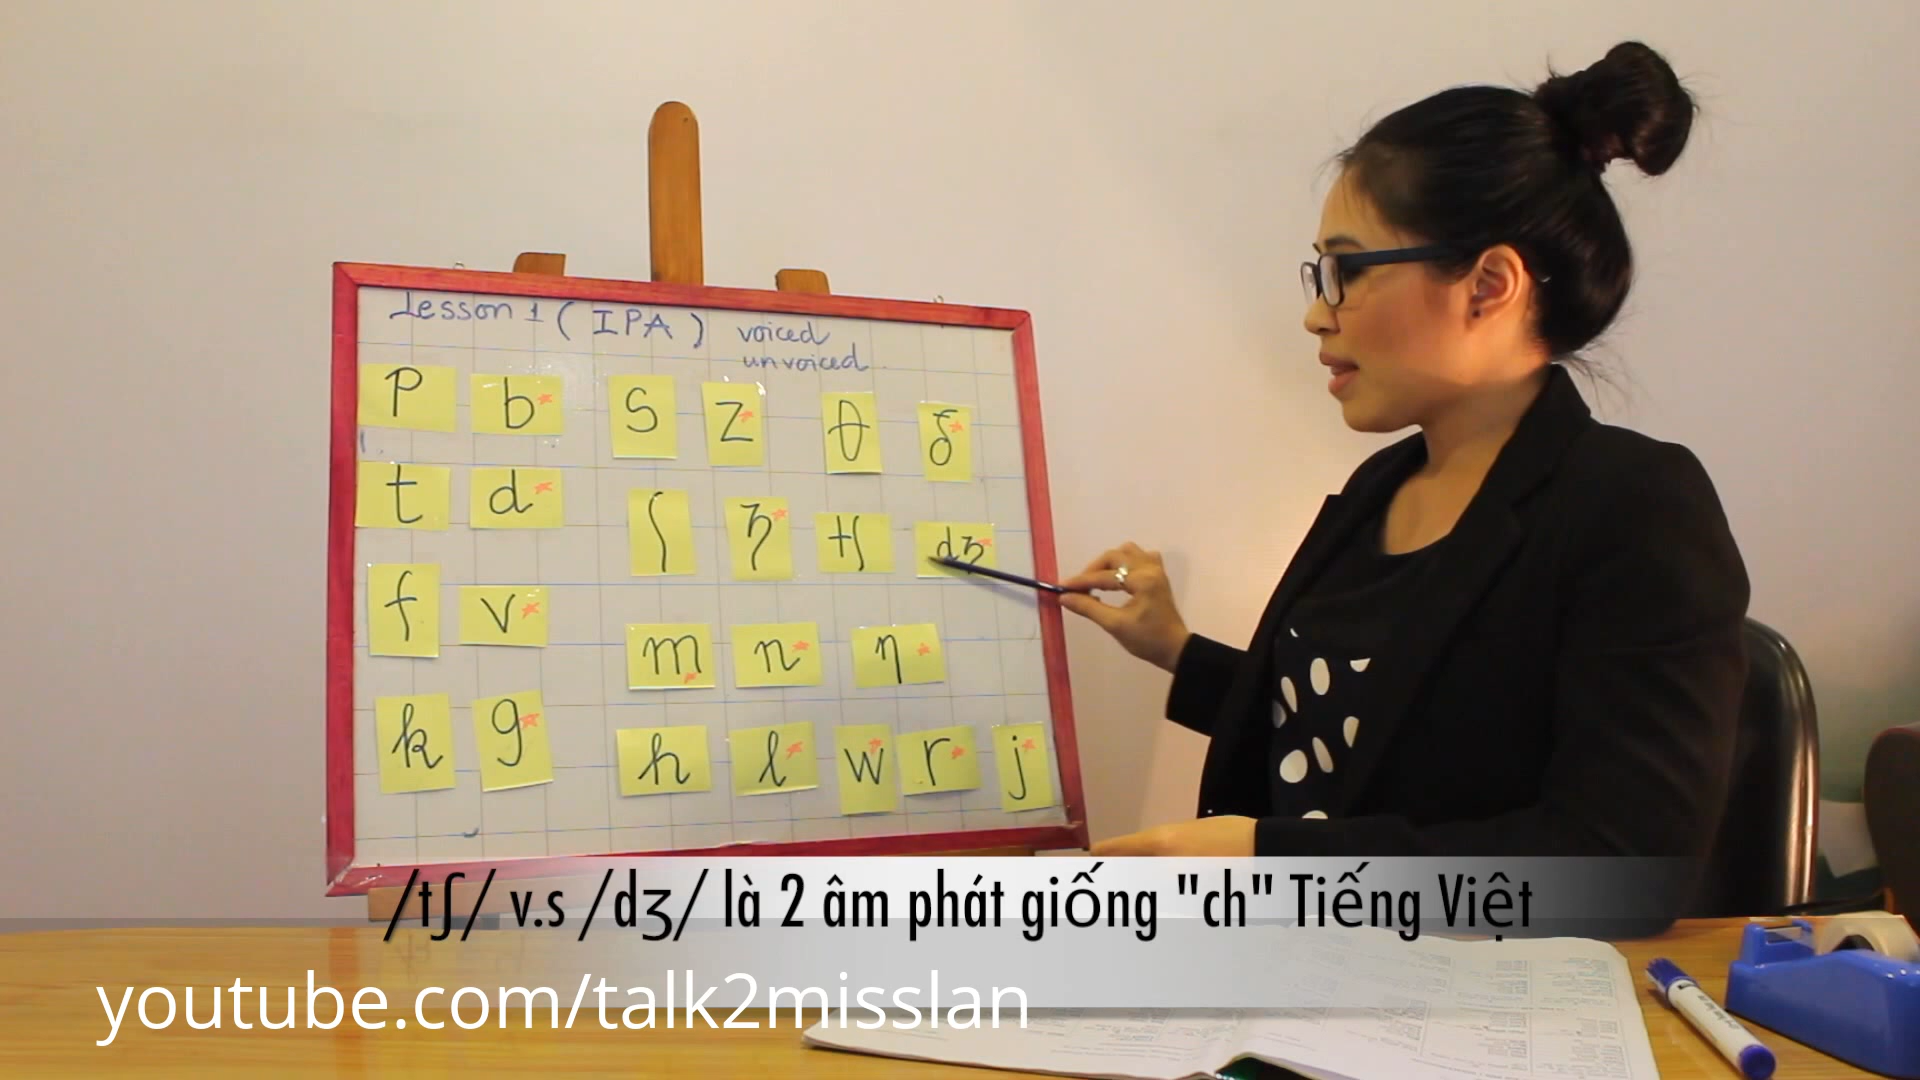 Lesson 1 ( IPA ) voiced
unvoiced
p b s z θ ð
t d ʃ ʒ tʃ dʒ
f v m n η
k g h l w r j
/tʃ/ v.s /dʒ/ là 2 âm phát giống "ch" Tiếng Việt
youtube.com/talk2misslan